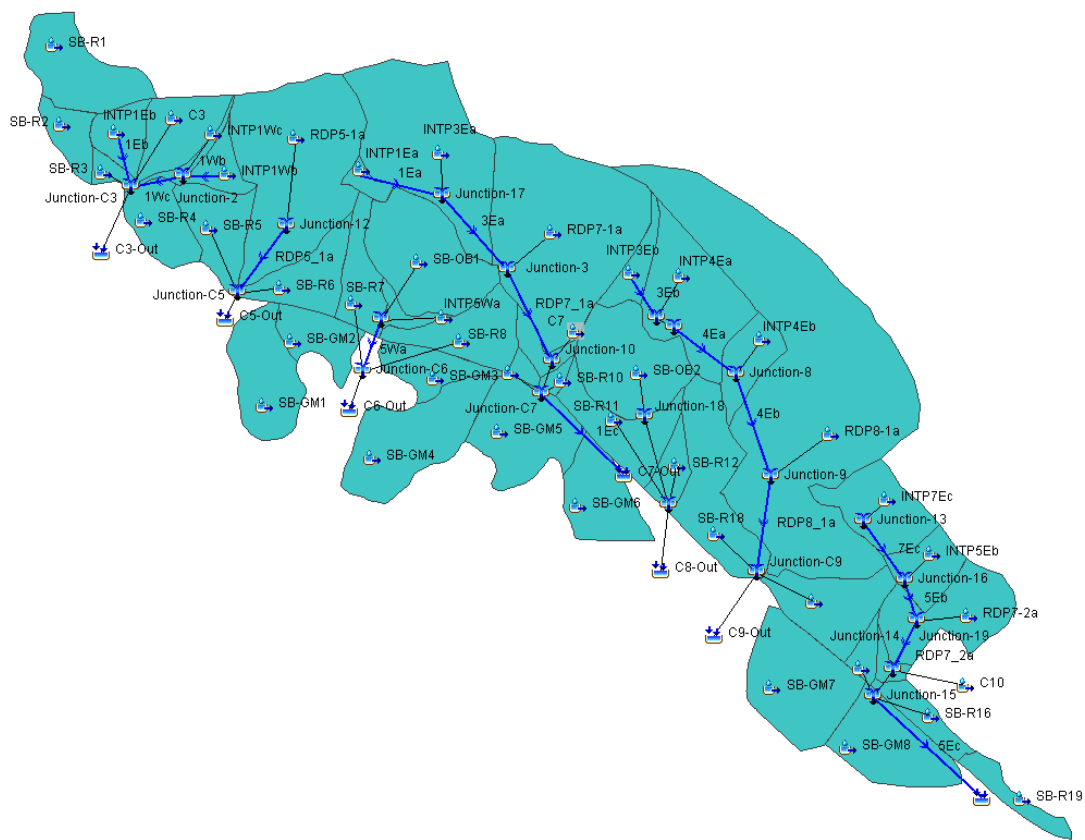 SB-R1
SB-R2
INTP1Eb
C3
INTP1Wc
RDP5-1a
INTP3Ea
1Eb
1Wb
INTP1Wb
INTP1Ea
1Ea
SB-R3
Junction-C3
1Wc
Junction-2
Junction-17
SB-R4
SB-R5
Junction-12
3Ea
RDP7-1a
C3-Out
RDP5_1a
SB-OB1
Junction-3
INTP3Eb
INTP4Ea
Junction-C5
SB-R6
SB-R7
RDP7_1a
3Eb
C5-Out
INTP5Wa
C7
4Ea
INTP4Eb
SB-GM2
5Wa
SB-R8
Junction-10
Junction-C6
SB-GM3
SB-R10
SB-OB2
Junction-8
SB-GM1
C6-Out
Junction-C7
SB-R11
Junction-18
4Eb
SB-GM5
1Ec
RDP8-1a
SB-GM4
SB-R12
C7-Out
Junction-9
SB-GM6
INTP7Ec
SB-R18
RDP8_1a
Junction-13
7Ec
INTP5Eb
C8-Out
Junction-C9
Junction-16
5Eb
RDP7-2a
C9-Out
Junction-14
Junction-19
RDP7_2a
SB-GM7
C10
Junction-15
SB-R16
SB-GM8
5Ec
SB-R19